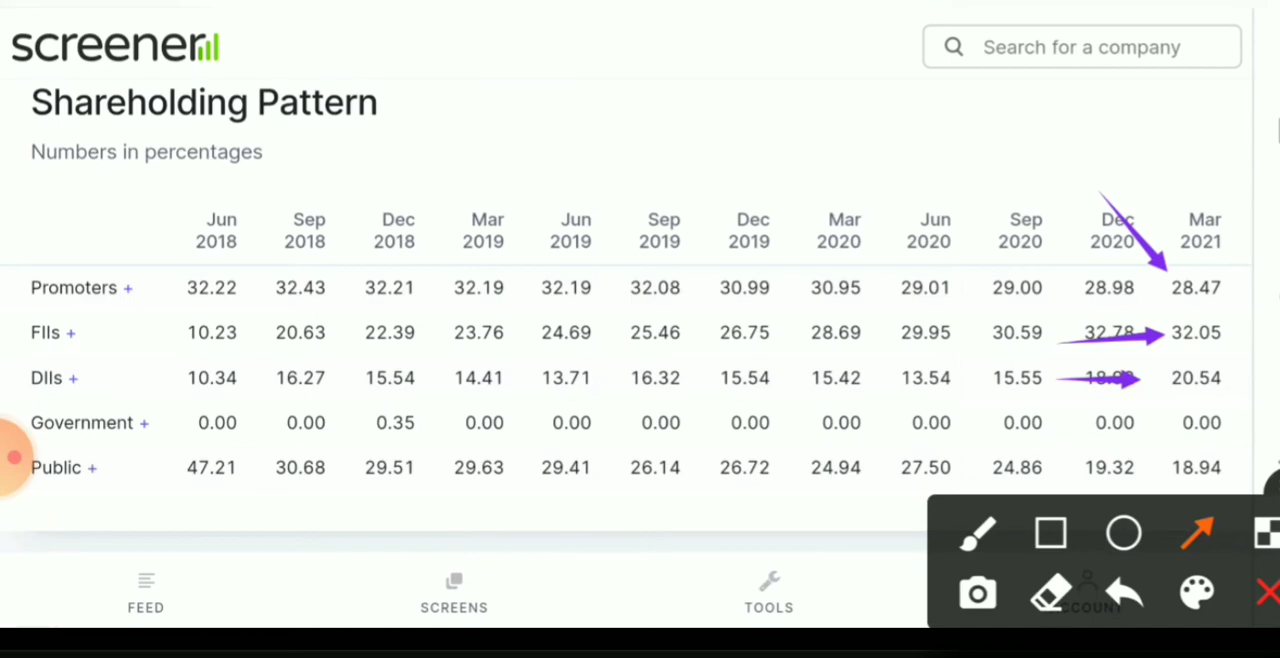 screener
Search for a company
Shareholding Pattern
Numbers in percentages
Jun 2018 Sep 2018 Dec 2018 Mar 2019 Jun 2019 Sep 2019 Dec 2019 Mar 2020 Jun 2020 Sep 2020 Dec 2020 Mar 2021
Promoters + 32.22 32.43 32.21 32.19 32.19 32.08 30.99 30.95 29.01 29.00 28.98 28.47
FIIs + 10.23 20.63 22.39 23.76 24.69 25.46 26.75 28.69 29.95 30.59 32.78 32.05
DIIs + 10.34 16.27 15.54 14.41 13.71 16.32 15.54 15.42 13.54 15.55 20.54
Government + 0.00 0.00 0.35 0.00 0.00 0.00 0.00 0.00 0.00 0.00 0.00 0.00
Public + 47.21 30.68 29.51 29.63 29.41 26.14 26.72 24.94 27.50 24.86 19.32 18.94
FEED SCREENS TOOLS